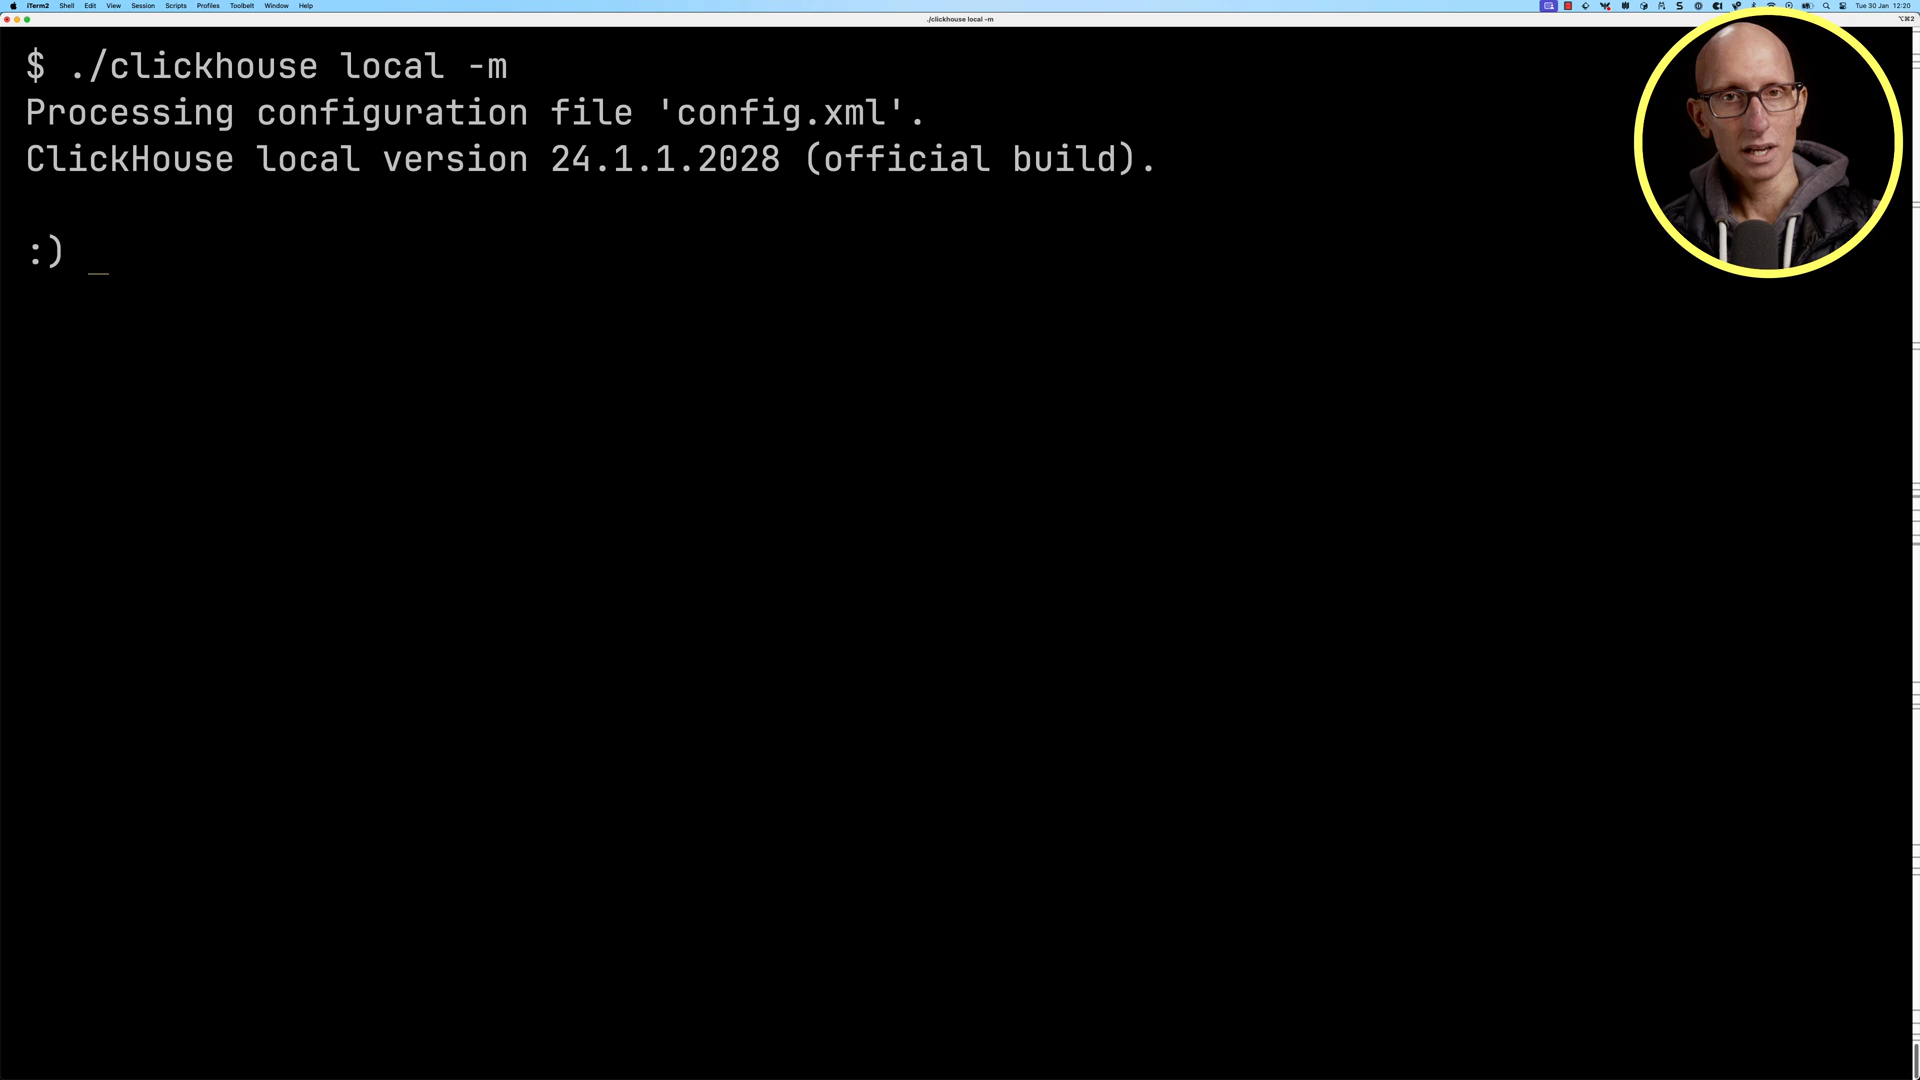 iTerm2 Shell Edit View Session Scripts Profiles Toolbelt Window Help
Tue 30 Jan 12:20
./clickhouse local -m
⌥⌘2
$ ./clickhouse local -m
Processing configuration file 'config.xml'.
ClickHouse local version 24.1.1.2028 (official build).
:) _